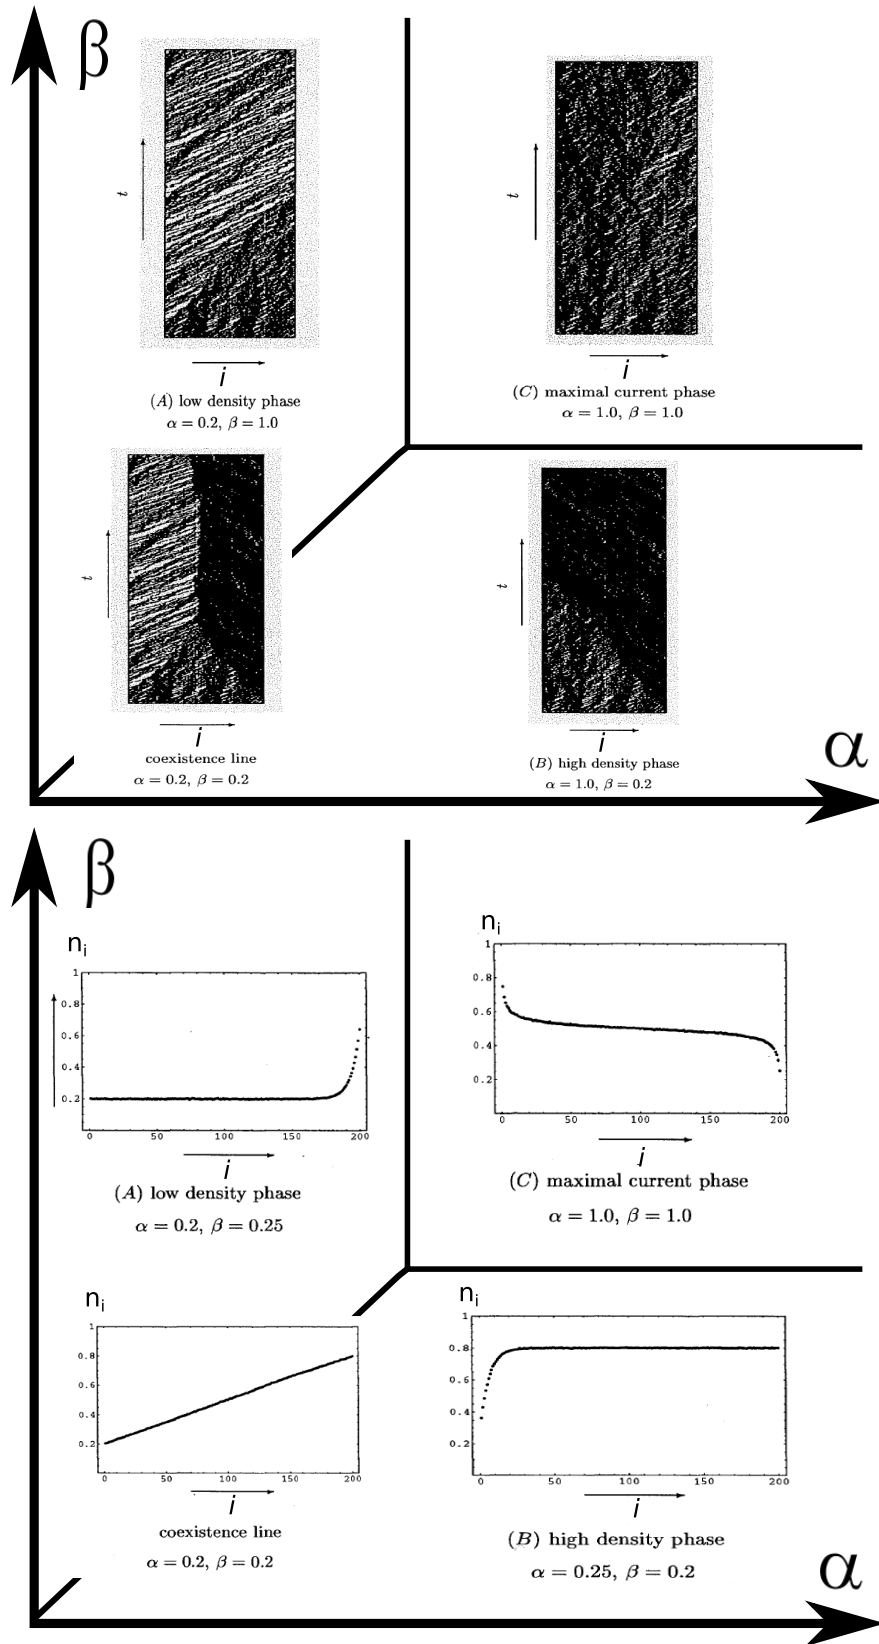 β
t
i
(A) low density phase
α = 0.2, β = 1.0
t
i
(C) maximal current phase
α = 1.0, β = 1.0
t
i
coexistence line
α = 0.2, β = 0.2
t
i
(B) high density phase
α = 1.0, β = 0.2
α
β
n_i
1
0.8
0.6
0.4
0.2
0 50 100 150 200
i
(A) low density phase
α = 0.2, β = 0.25
n_i
1
0.8
0.6
0.4
0.2
0 50 100 150 200
i
(C) maximal current phase
α = 1.0, β = 1.0
n_i
1
0.8
0.6
0.4
0.2
0 50 100 150 200
i
coexistence line
α = 0.2, β = 0.2
n_i
1
0.8
0.6
0.4
0.2
0 50 100 150 200
i
(B) high density phase
α = 0.25, β = 0.2
α